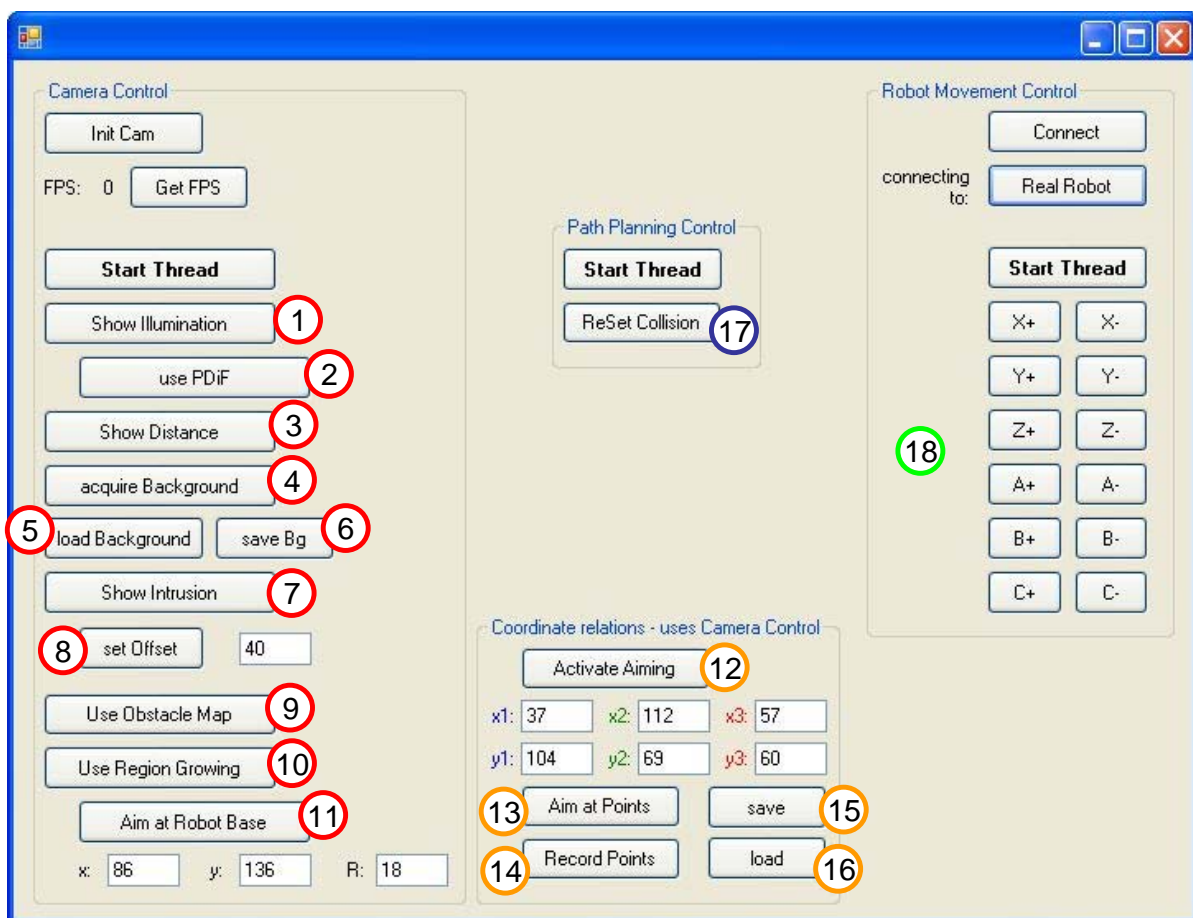 Camera Control
Init Cam
FPS: 0 Get FPS
Start Thread
Show Illumination 1
use PDiF 2
Show Distance 3
acquire Background 4
5 load Background save Bg 6
Show Intrusion 7
8 set Offset 40
Use Obstacle Map 9
Use Region Growing 10
Aim at Robot Base 11
x: 86 y: 136 R: 18
Path Planning Control
Start Thread
ReSet Collision 17
Coordinate relations - uses Camera Control
Activate Aiming 12
x1: 37 x2: 112 x3: 57
y1: 104 y2: 69 y3: 60
13 Aim at Points save 15
14 Record Points load 16
Robot Movement Control
Connect
connecting
to:
Real Robot
Start Thread
X+ X-
Y+ Y-
18
Z+ Z-
A+ A-
B+ B-
C+ C-